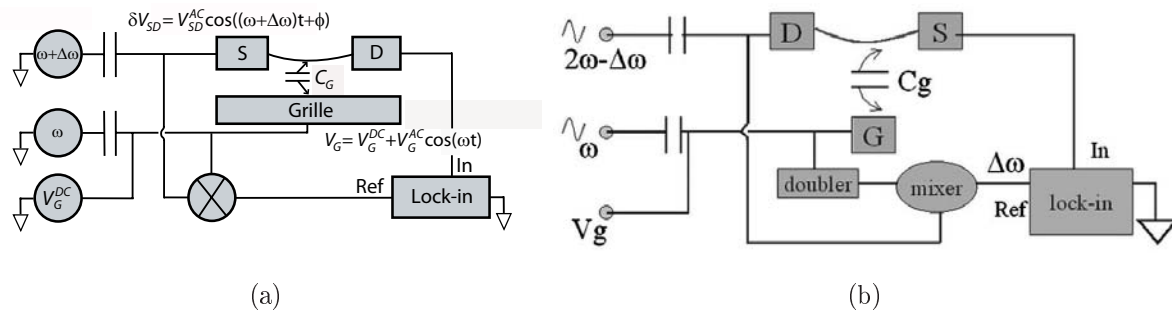 δV_SD = V_SD^AC cos((ω+Δω)t+ϕ)
ω+Δω
S
D
C_G
Grille
ω
V_G = V_G^DC + V_G^AC cos(ωt)
In
Ref
V_G^DC
Lock-in
(a)
2ω-Δω
D
S
Cg
ω
G
In
doubler
mixer
Δω
Ref
lock-in
Vg
(b)